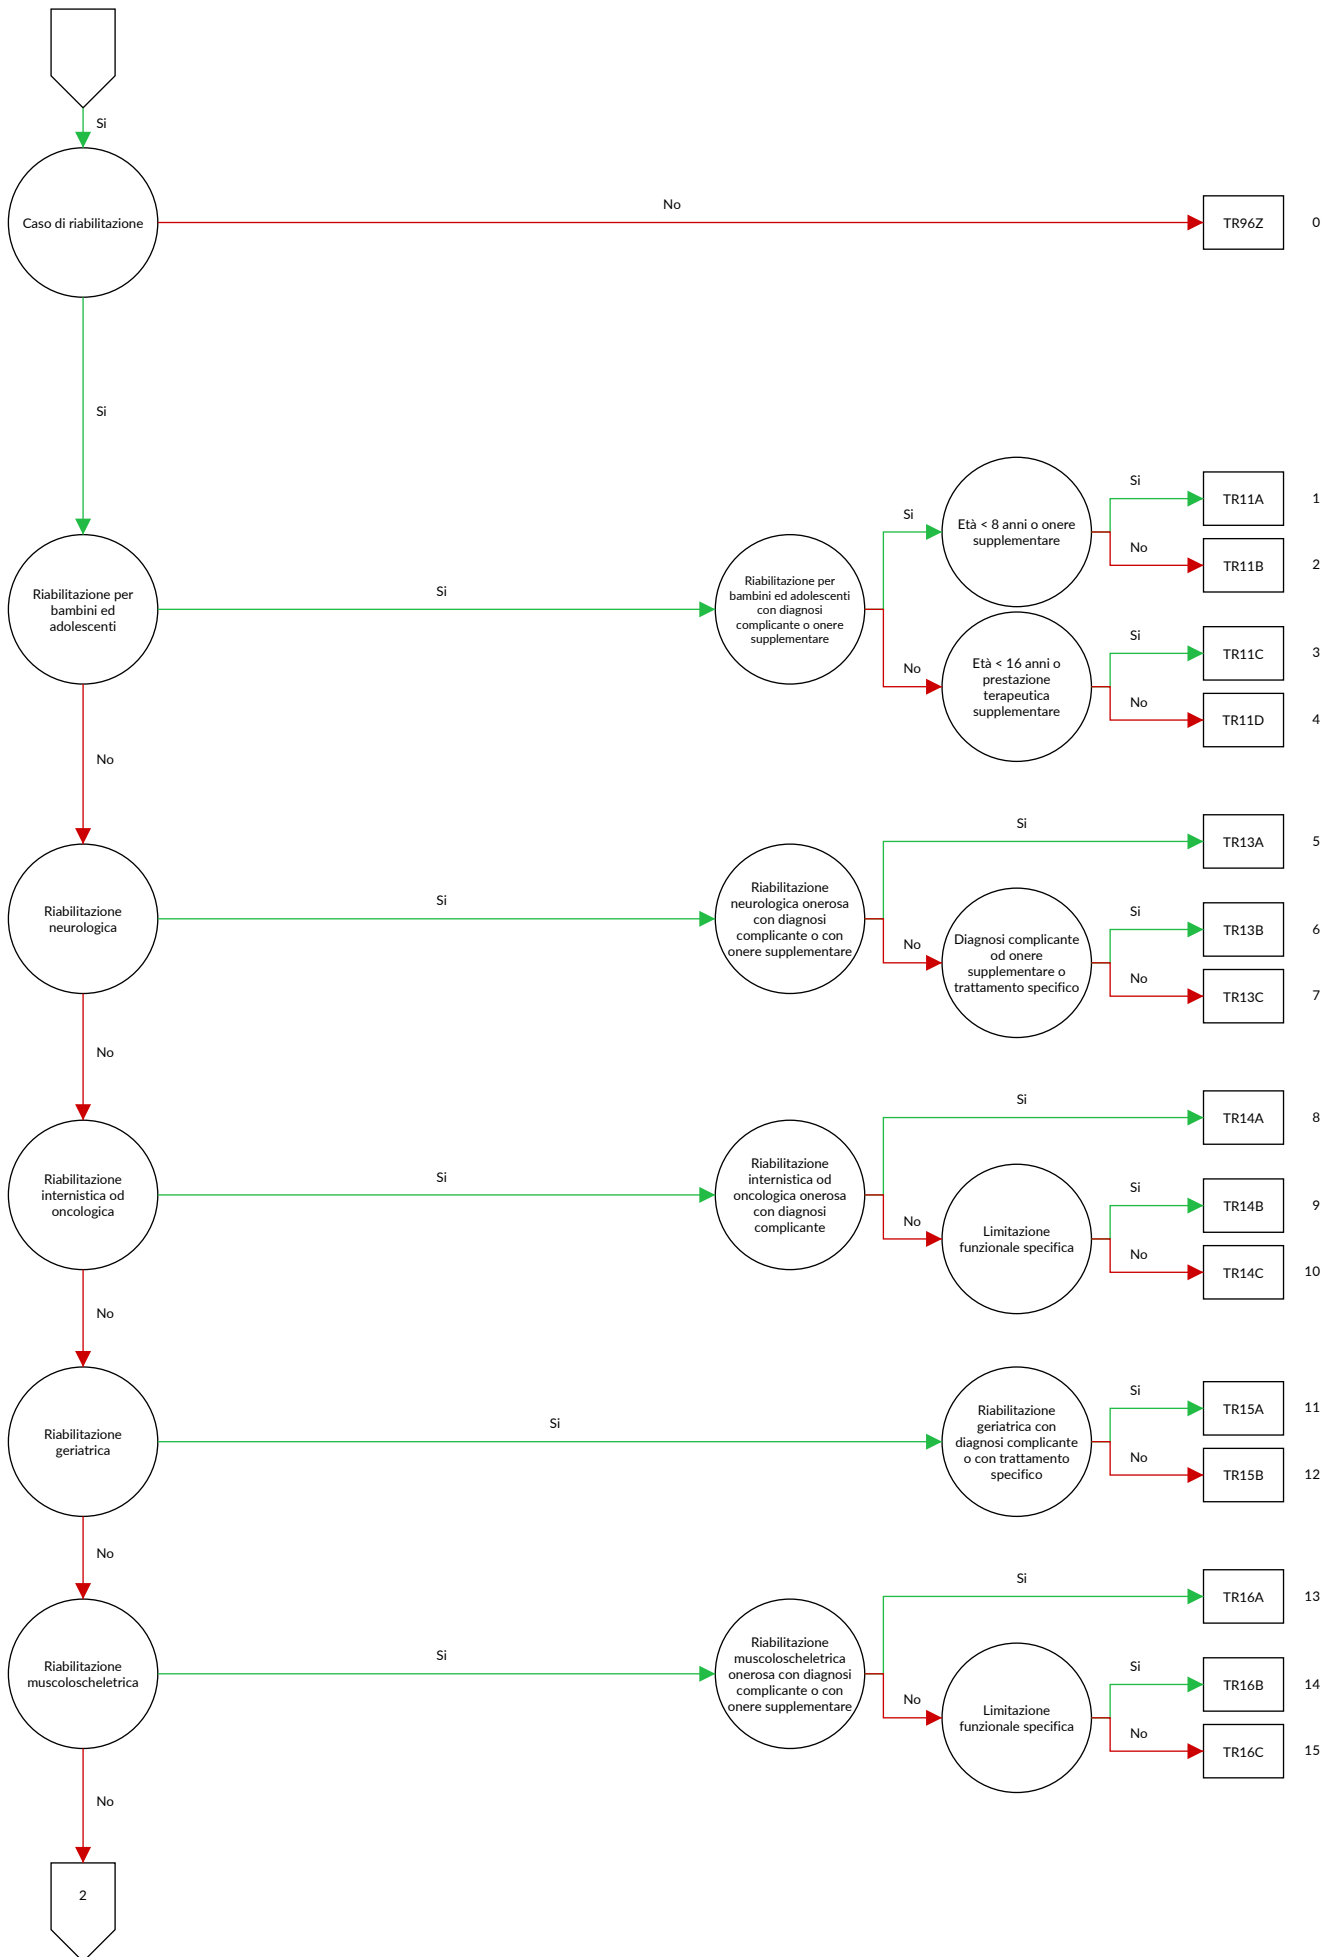 Si
Caso di riabilitazione
No
TR96Z
0
Si
Riabilitazione per
bambini ed
adolescenti
Si
Riabilitazione per
bambini ed adolescenti
con diagnosi
complicante o onere
supplementare
Si
Età < 8 anni o onere
supplementare
Si
TR11A
1
No
TR11B
2
No
Età < 16 anni o
prestazione
terapeutica
supplementare
Si
TR11C
3
No
TR11D
4
No
Riabilitazione
neurologica
Si
Riabilitazione
neurologica onerosa
con diagnosi
complicante o con
onere supplementare
Si
TR13A
5
No
Diagnosi complicante
od onere
supplementare o
trattamento specifico
Si
TR13B
6
No
TR13C
7
No
Riabilitazione
internistica od
oncologica
Si
Riabilitazione
internistica od
oncologica onerosa
con diagnosi
complicante
Si
TR14A
8
No
Limitazione
funzionale specifica
Si
TR14B
9
No
TR14C
10
No
Riabilitazione
geriatrica
Si
Riabilitazione
geriatrica con
diagnosi complicante
o con trattamento
specifico
Si
TR15A
11
No
TR15B
12
No
Riabilitazione
muscoloscheletrica
Si
Riabilitazione
muscoloscheletrica
onerosa con diagnosi
complicante o con
onere supplementare
Si
TR16A
13
No
Limitazione
funzionale specifica
Si
TR16B
14
No
TR16C
15
No
2